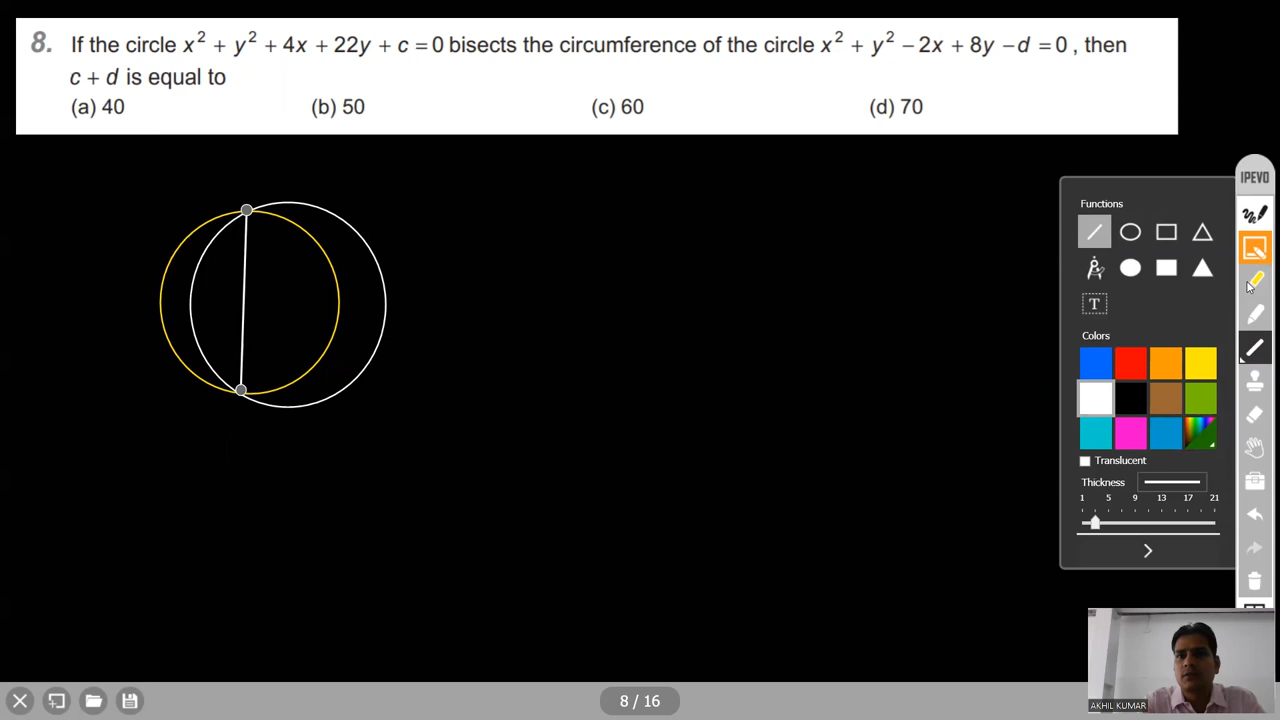 8. If the circle x² + y² + 4x + 22y + c = 0 bisects the circumference of the circle x² + y² − 2x + 8y − d = 0, then
c + d is equal to
(a) 40 (b) 50 (c) 60 (d) 70
IPEVO
Functions
T
Colors
Translucent
Thickness
1 5 9 13 17 21
8 / 16
AKHIL KUMAR